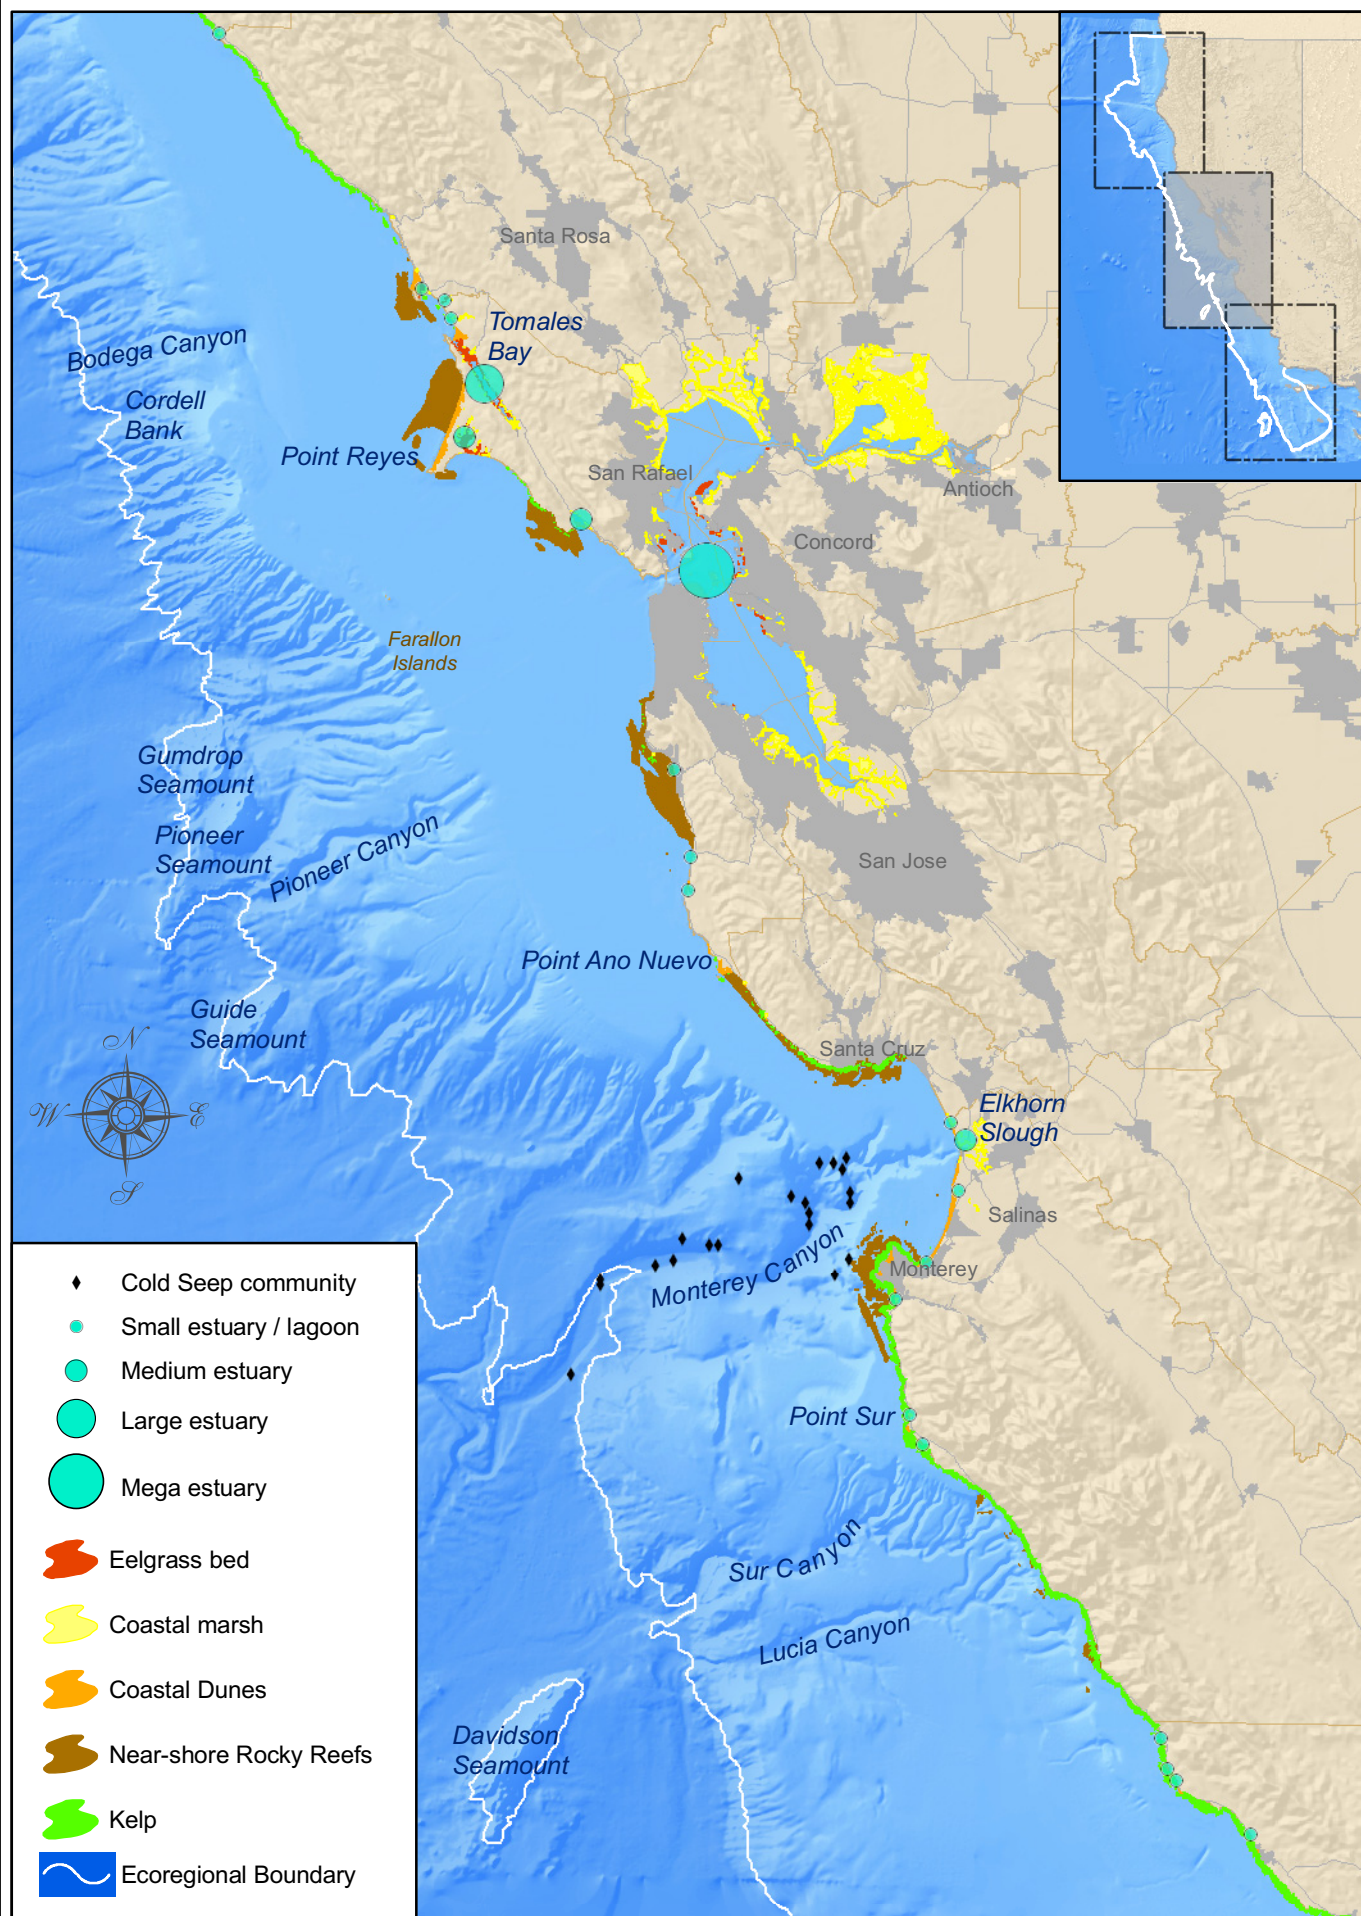 Santa Rosa
Tomales
Bay
Bodega Canyon
Cordell
Bank
Point Reyes
San Rafael
Antioch
Concord
Farallon
Islands
Gumdrop
Seamount
Pioneer
Seamount
Pioneer Canyon
San Jose
Point Ano Nuevo
Guide
Seamount
N
W
E
S
Santa Cruz
Elkhorn
Slough
Salinas
Monterey Canyon
Monterey
Point Sur
Sur Canyon
Lucia Canyon
Davidson
Seamount
Cold Seep community
Small estuary / lagoon
Medium estuary
Large estuary
Mega estuary
Eelgrass bed
Coastal marsh
Coastal Dunes
Near-shore Rocky Reefs
Kelp
Ecoregional Boundary